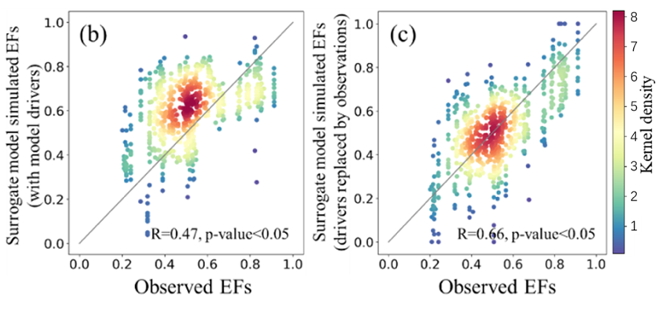 Surrogate model simulated EFs
(with model drivers)
(b)
1.0
0.8
0.6
0.4
0.2
0.0
R=0.47, p-value<0.05
0.0 0.2 0.4 0.6 0.8 1.0
Observed EFs
Surrogate model simulated EFs
(drivers replaced by observations)
(c)
1.0
0.8
0.6
0.4
0.2
0.0
R=0.66, p-value<0.05
0.0 0.2 0.4 0.6 0.8 1.0
Observed EFs
8
7
6
5
4
3
2
1
Kernel density